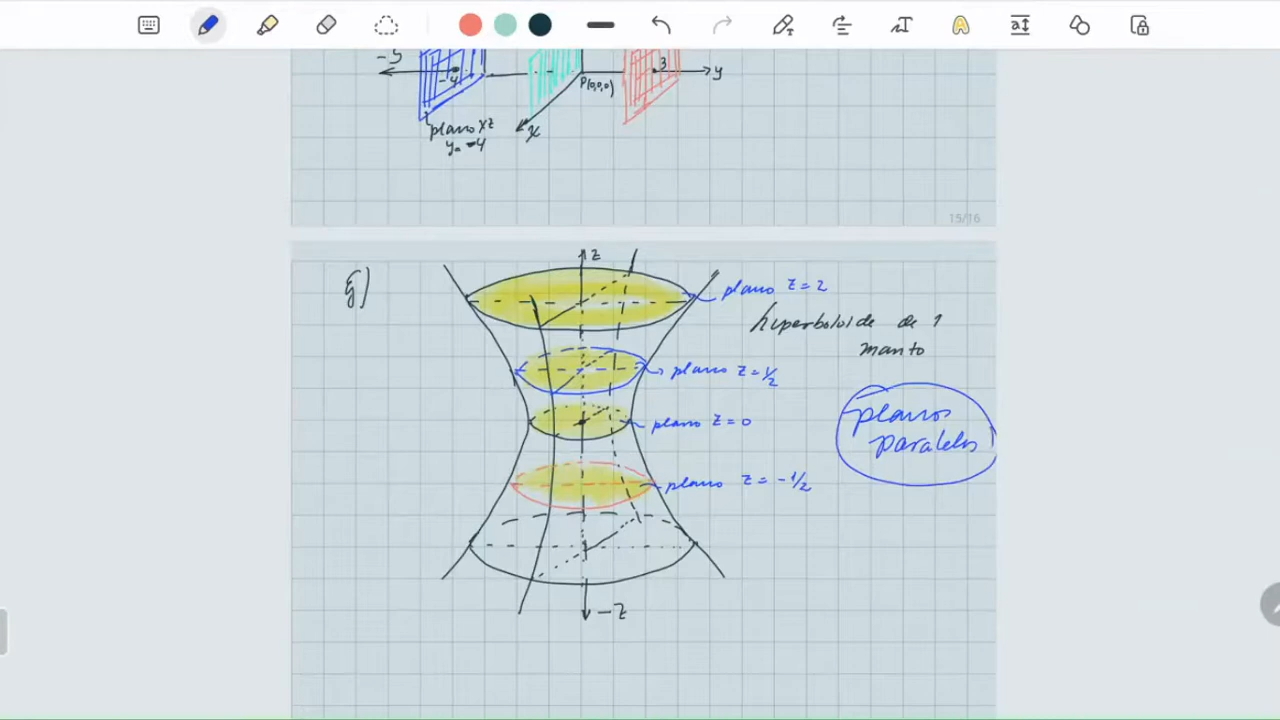 -5
-4
3
y
P(0,0,0)
plano xz
y=-4
x
15/16
Ej)
z
plano z=2
hiperboloide de 1
manto
plano z=1/2
planos
paralelos
plano z=0
plano z=-1/2
-z